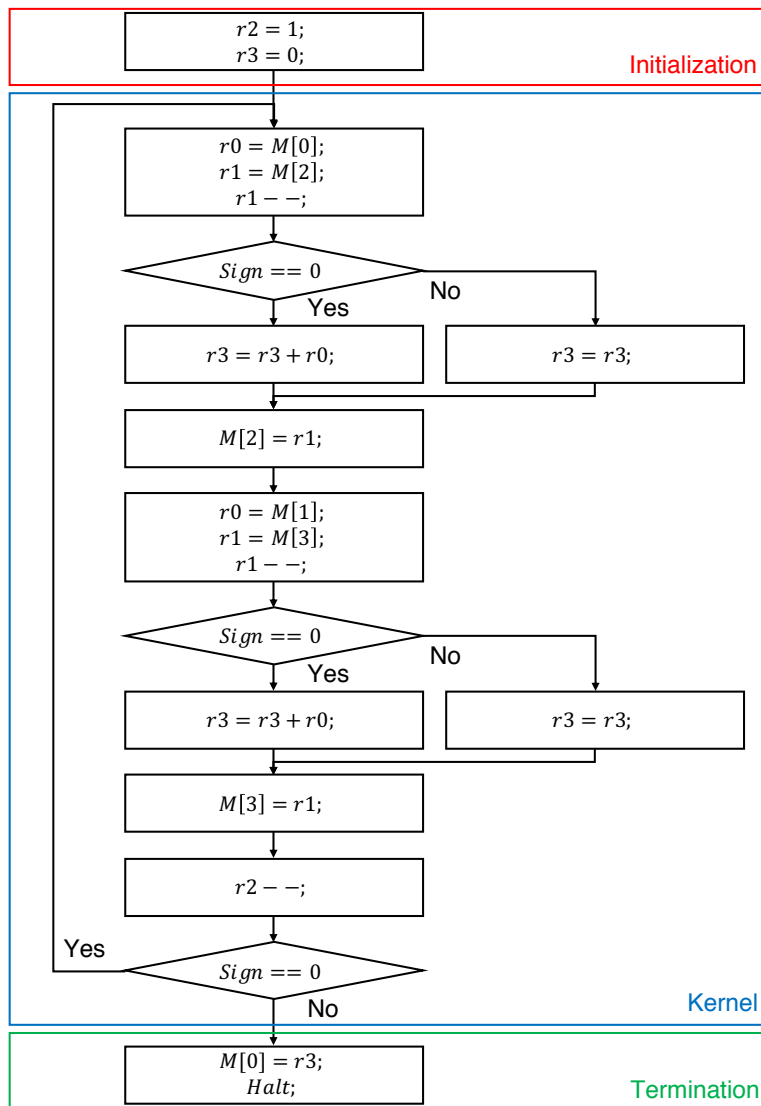 r2 = 1;
r3 = 0;
Initialization
r0 = M[0];
r1 = M[2];
r1 − −;
Sign == 0
No
Yes
r3 = r3 + r0;
r3 = r3;
M[2] = r1;
r0 = M[1];
r1 = M[3];
r1 − −;
Sign == 0
No
Yes
r3 = r3 + r0;
r3 = r3;
M[3] = r1;
r2 − −;
Yes
Sign == 0
No
Kernel
M[0] = r3;
Halt;
Termination